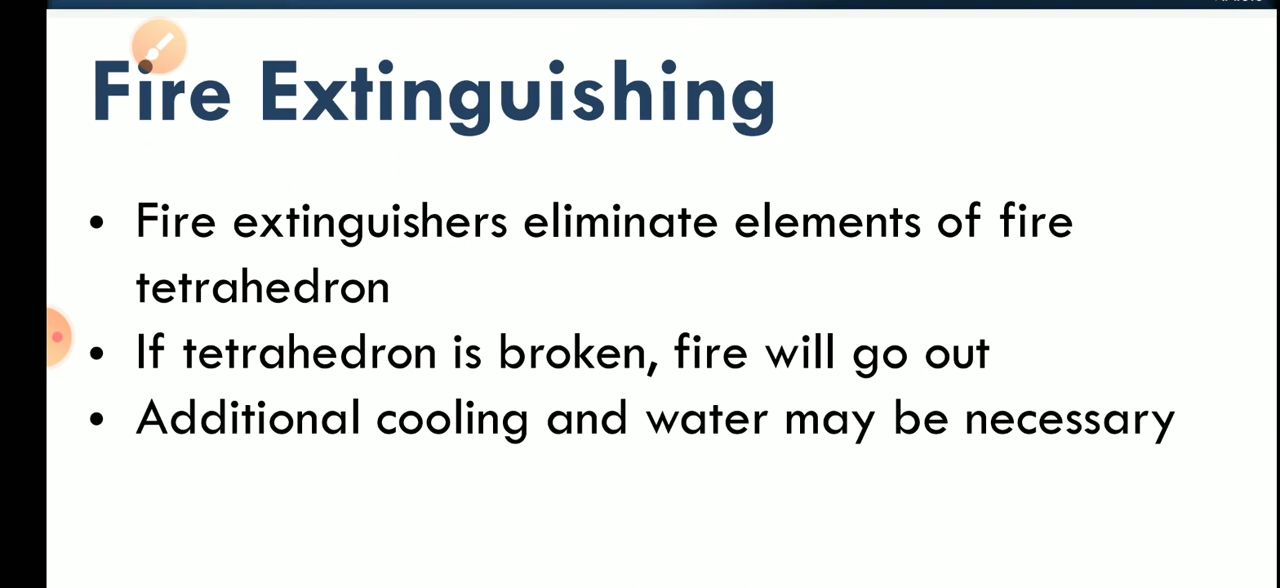 Fire Extinguishing
• Fire extinguishers eliminate elements of fire
tetrahedron
• If tetrahedron is broken, fire will go out
• Additional cooling and water may be necessary